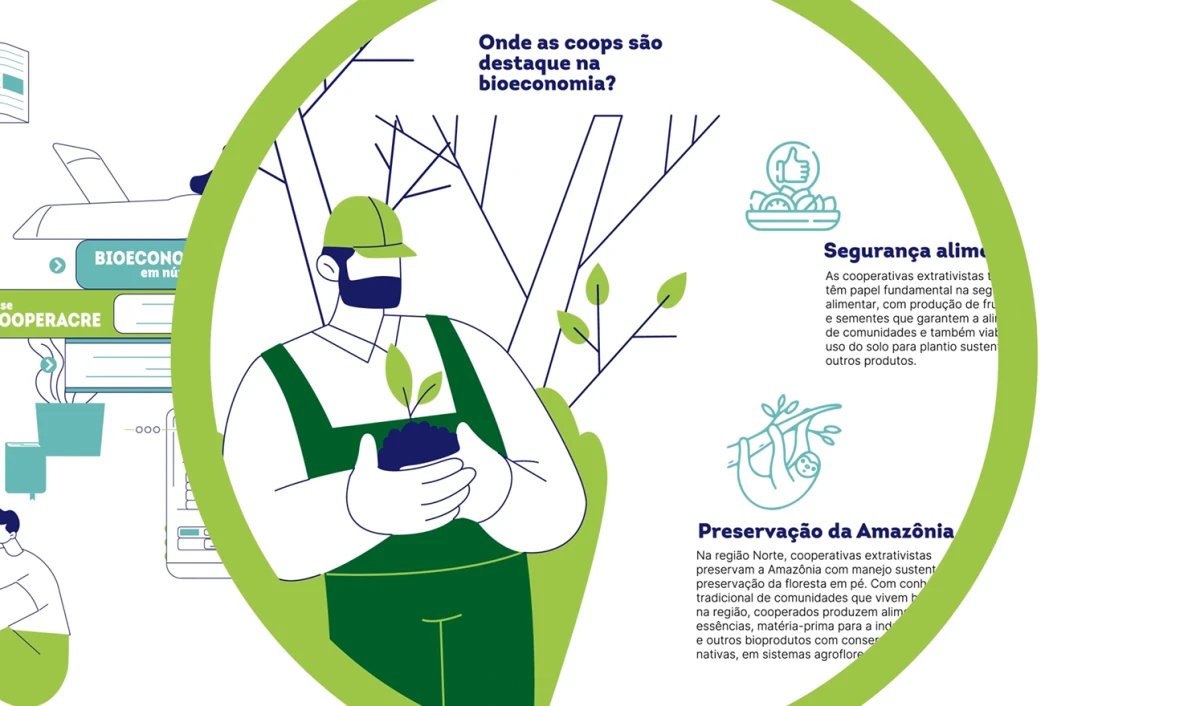 Onde as coops são
destaque na
bioeconomia?
BIOECONO
em nú
se
OOPERACRE
Segurança alime
As cooperativas extrativistas t
têm papel fundamental na seg
alimentar, com produção de fru
e sementes que garantem a ali
de comunidades e também viab
uso do solo para plantio susten
outros produtos.
Preservação da Amazônia
Na região Norte, cooperativas extrativistas
preservam a Amazônia com manejo sustent
preservação da floresta em pé. Com conh
tradicional de comunidades que vivem
na região, cooperados produzem alime
essências, matéria-prima para a ind
e outros bioprodutos com conser
nativas, em sistemas agroflore